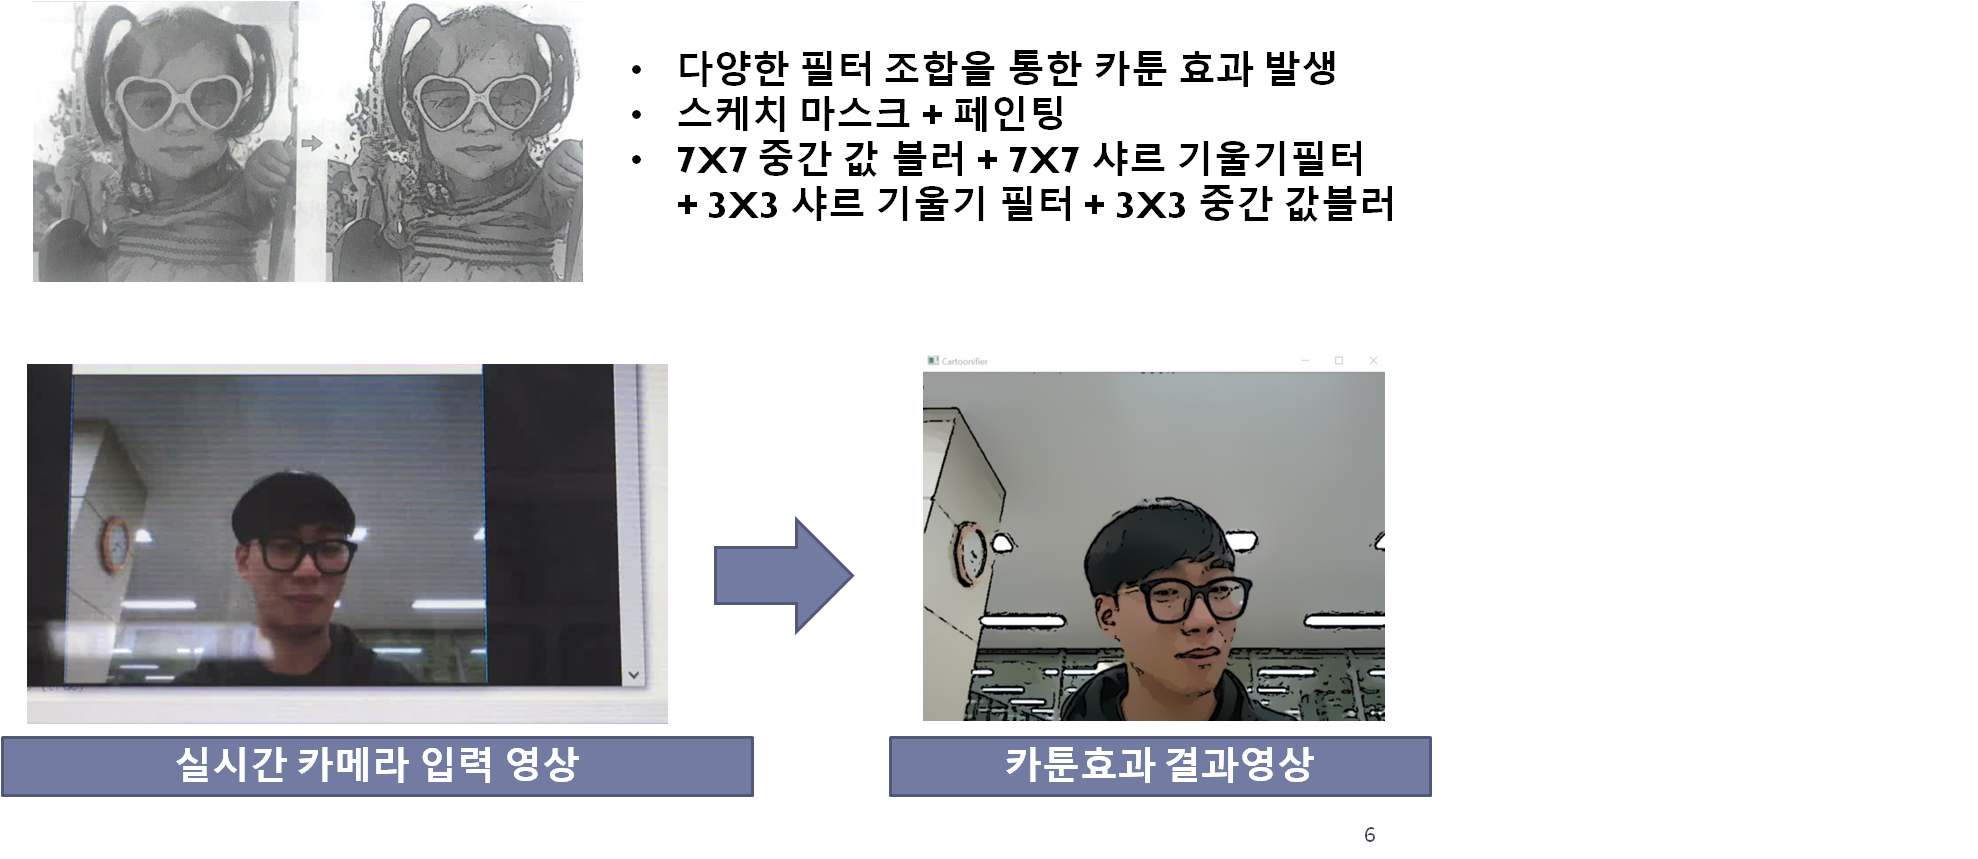 • 다양한 필터 조합을 통한 카툰 효과 발생
• 스케치 마스크 + 페인팅
• 7X7 중간 값 블러 + 7X7 샤르 기울기필터
+ 3X3 샤르 기울기 필터 + 3X3 중간 값블러
Cartoonifier
실시간 카메라 입력 영상
카툰효과 결과영상
6